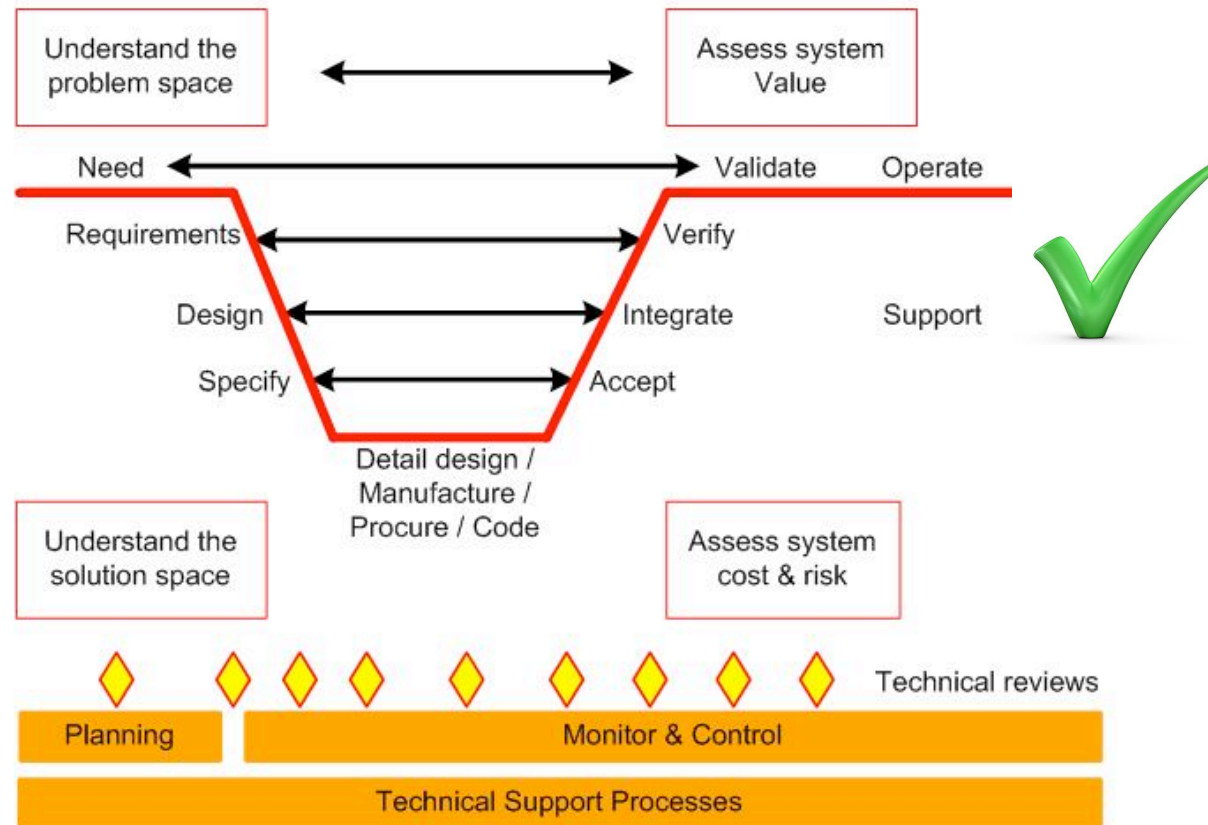 Understand the
problem space
Assess system
Value
Need
Validate
Operate
Requirements
Verify
Design
Integrate
Support
Specify
Accept
Detail design /
Manufacture /
Procure / Code
Understand the
solution space
Assess system
cost & risk
Technical reviews
Planning
Monitor & Control
Technical Support Processes